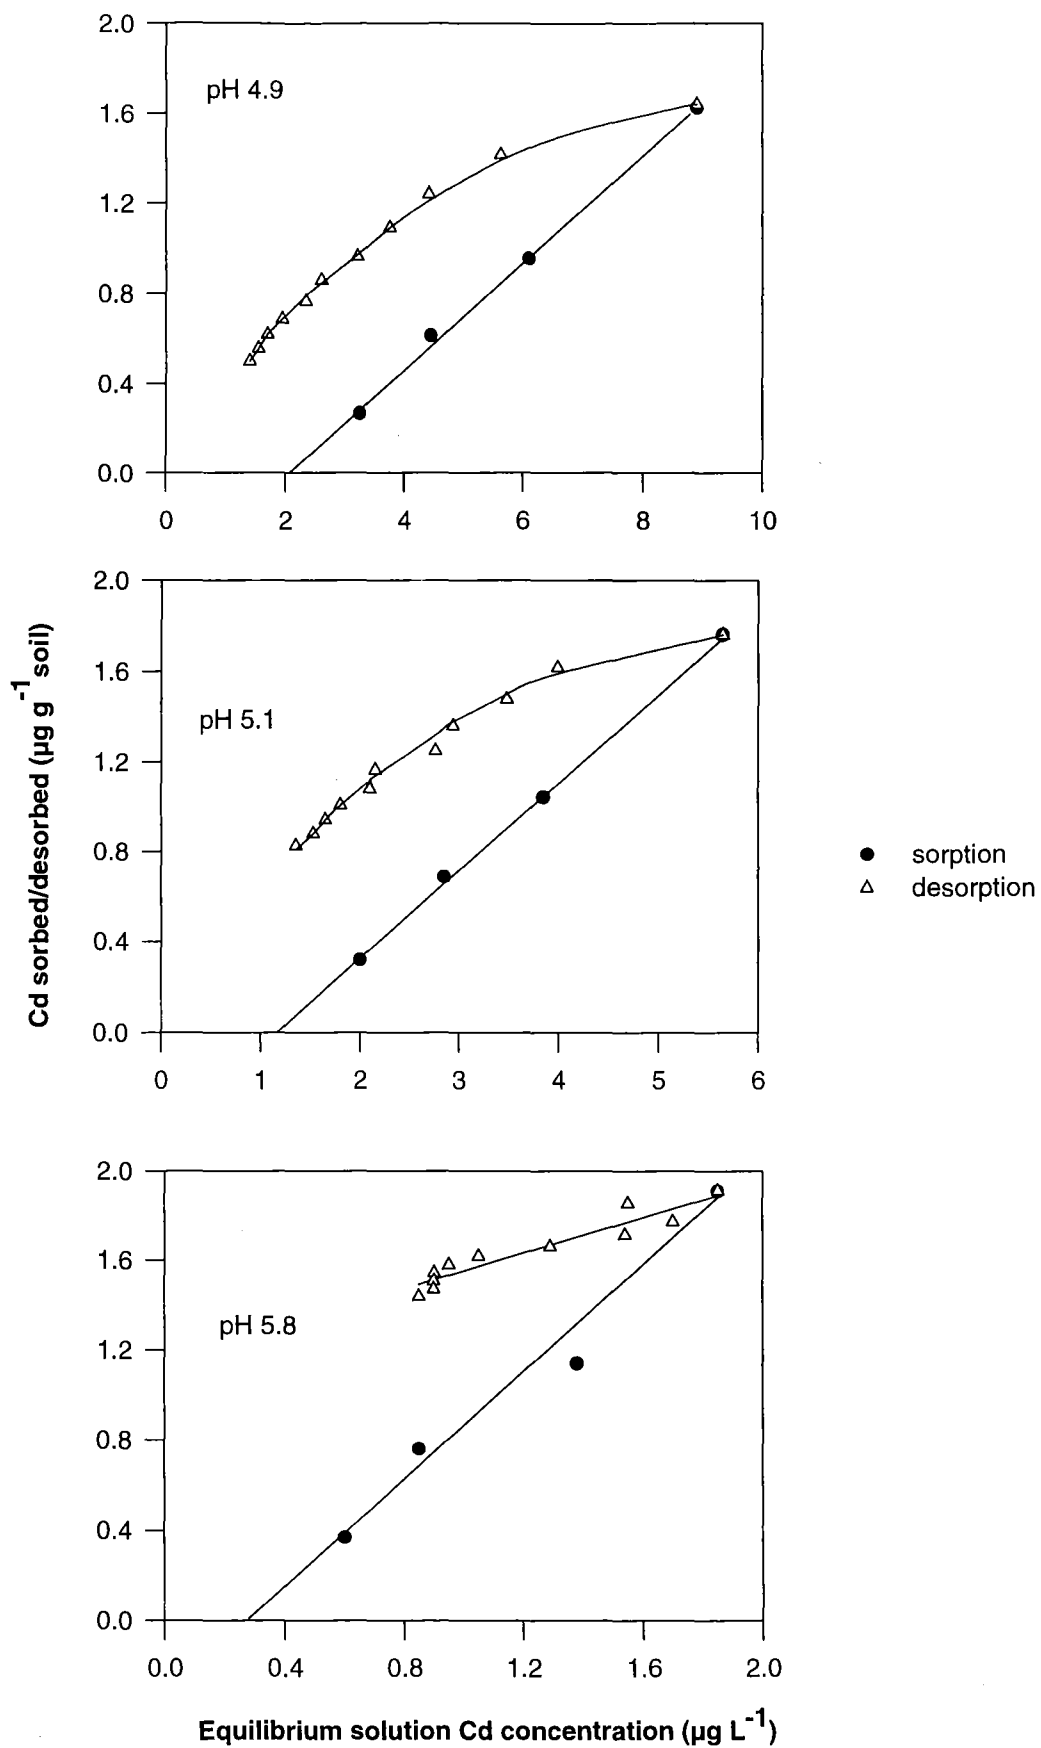 2.0
pH 4.9
1.6
1.2
0.8
0.4
0.0
0 2 4 6 8 10
2.0
1.6
pH 5.1
1.2
0.8
0.4
0.0
0 1 2 3 4 5 6
Cd sorbed/desorbed (µg g⁻¹ soil)
sorption
desorption
2.0
1.6
pH 5.8
1.2
0.8
0.4
0.0
0.0 0.4 0.8 1.2 1.6 2.0
Equilibrium solution Cd concentration (µg L⁻¹)